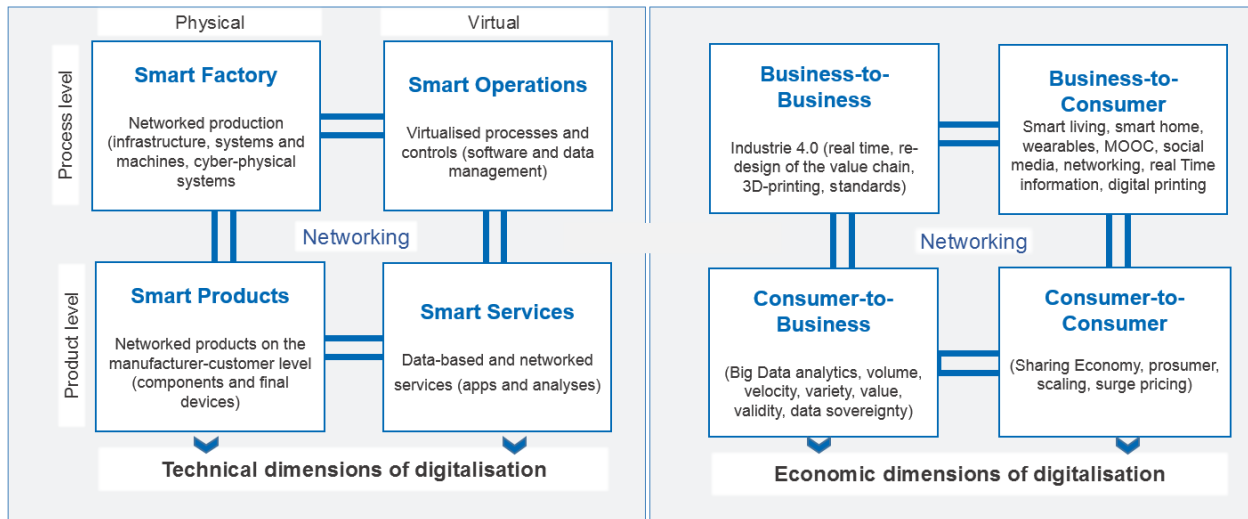 Physical
Virtual
Process level
Smart Factory
Networked production
(infrastructure, systems and
machines, cyber-physical
systems
Smart Operations
Virtualised processes and
controls (software and data
management)
Networking
Product level
Smart Products
Networked products on the
manufacturer-customer level
(components and final
devices)
Smart Services
Data-based and networked
services (apps and analyses)
Technical dimensions of digitalisation
Business-to-
Business
Industrie 4.0 (real time, re-
design of the value chain,
3D-printing, standards)
Business-to-
Consumer
Smart living, smart home,
wearables, MOOC, social
media, networking, real Time
information, digital printing
Networking
Consumer-to-
Business
(Big Data analytics, volume,
velocity, variety, value,
validity, data sovereignty)
Consumer-to-
Consumer
(Sharing Economy, prosumer,
scaling, surge pricing)
Economic dimensions of digitalisation